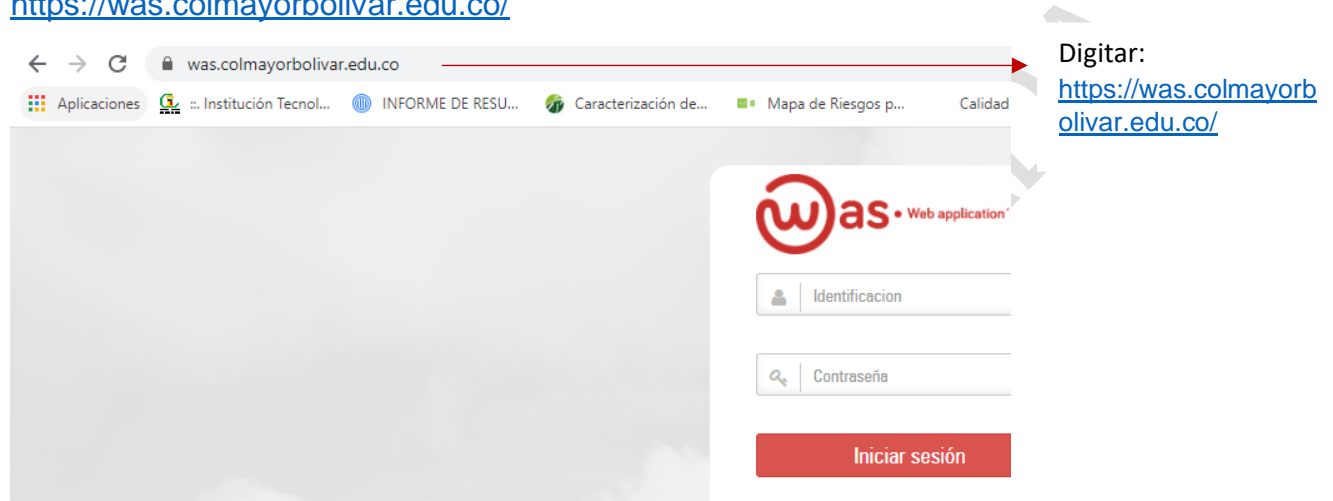 https://was.colmayorbolivar.edu.co/
was.colmayorbolivar.edu.co
Aplicaciones ::. Institución Tecnol... INFORME DE RESU... Caracterización de... Mapa de Riesgos p... Calidad
Digitar:
https://was.colmayorb
olivar.edu.co/
was • Web application
Identificacion
Contraseña
Iniciar sesión